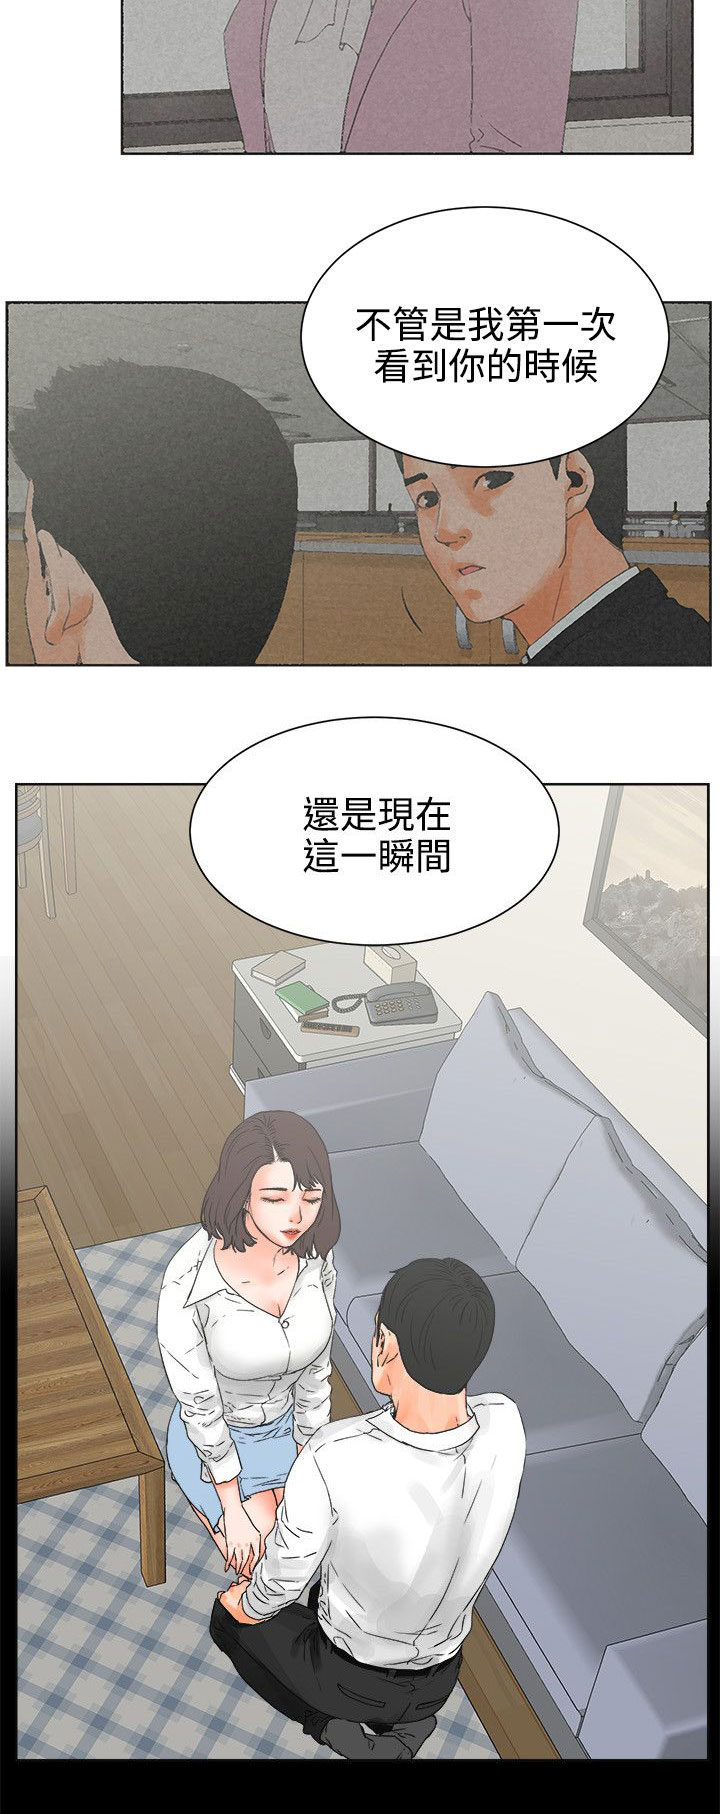 不管是我第一次
看到你的時候
還是現在
這一瞬間